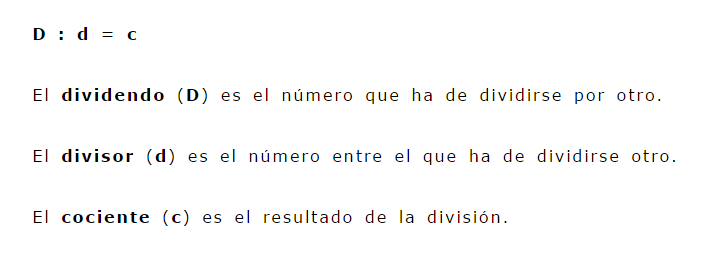 D : d = c
El dividendo (D) es el número que ha de dividirse por otro.
El divisor (d) es el número entre el que ha de dividirse otro.
El cociente (c) es el resultado de la división.